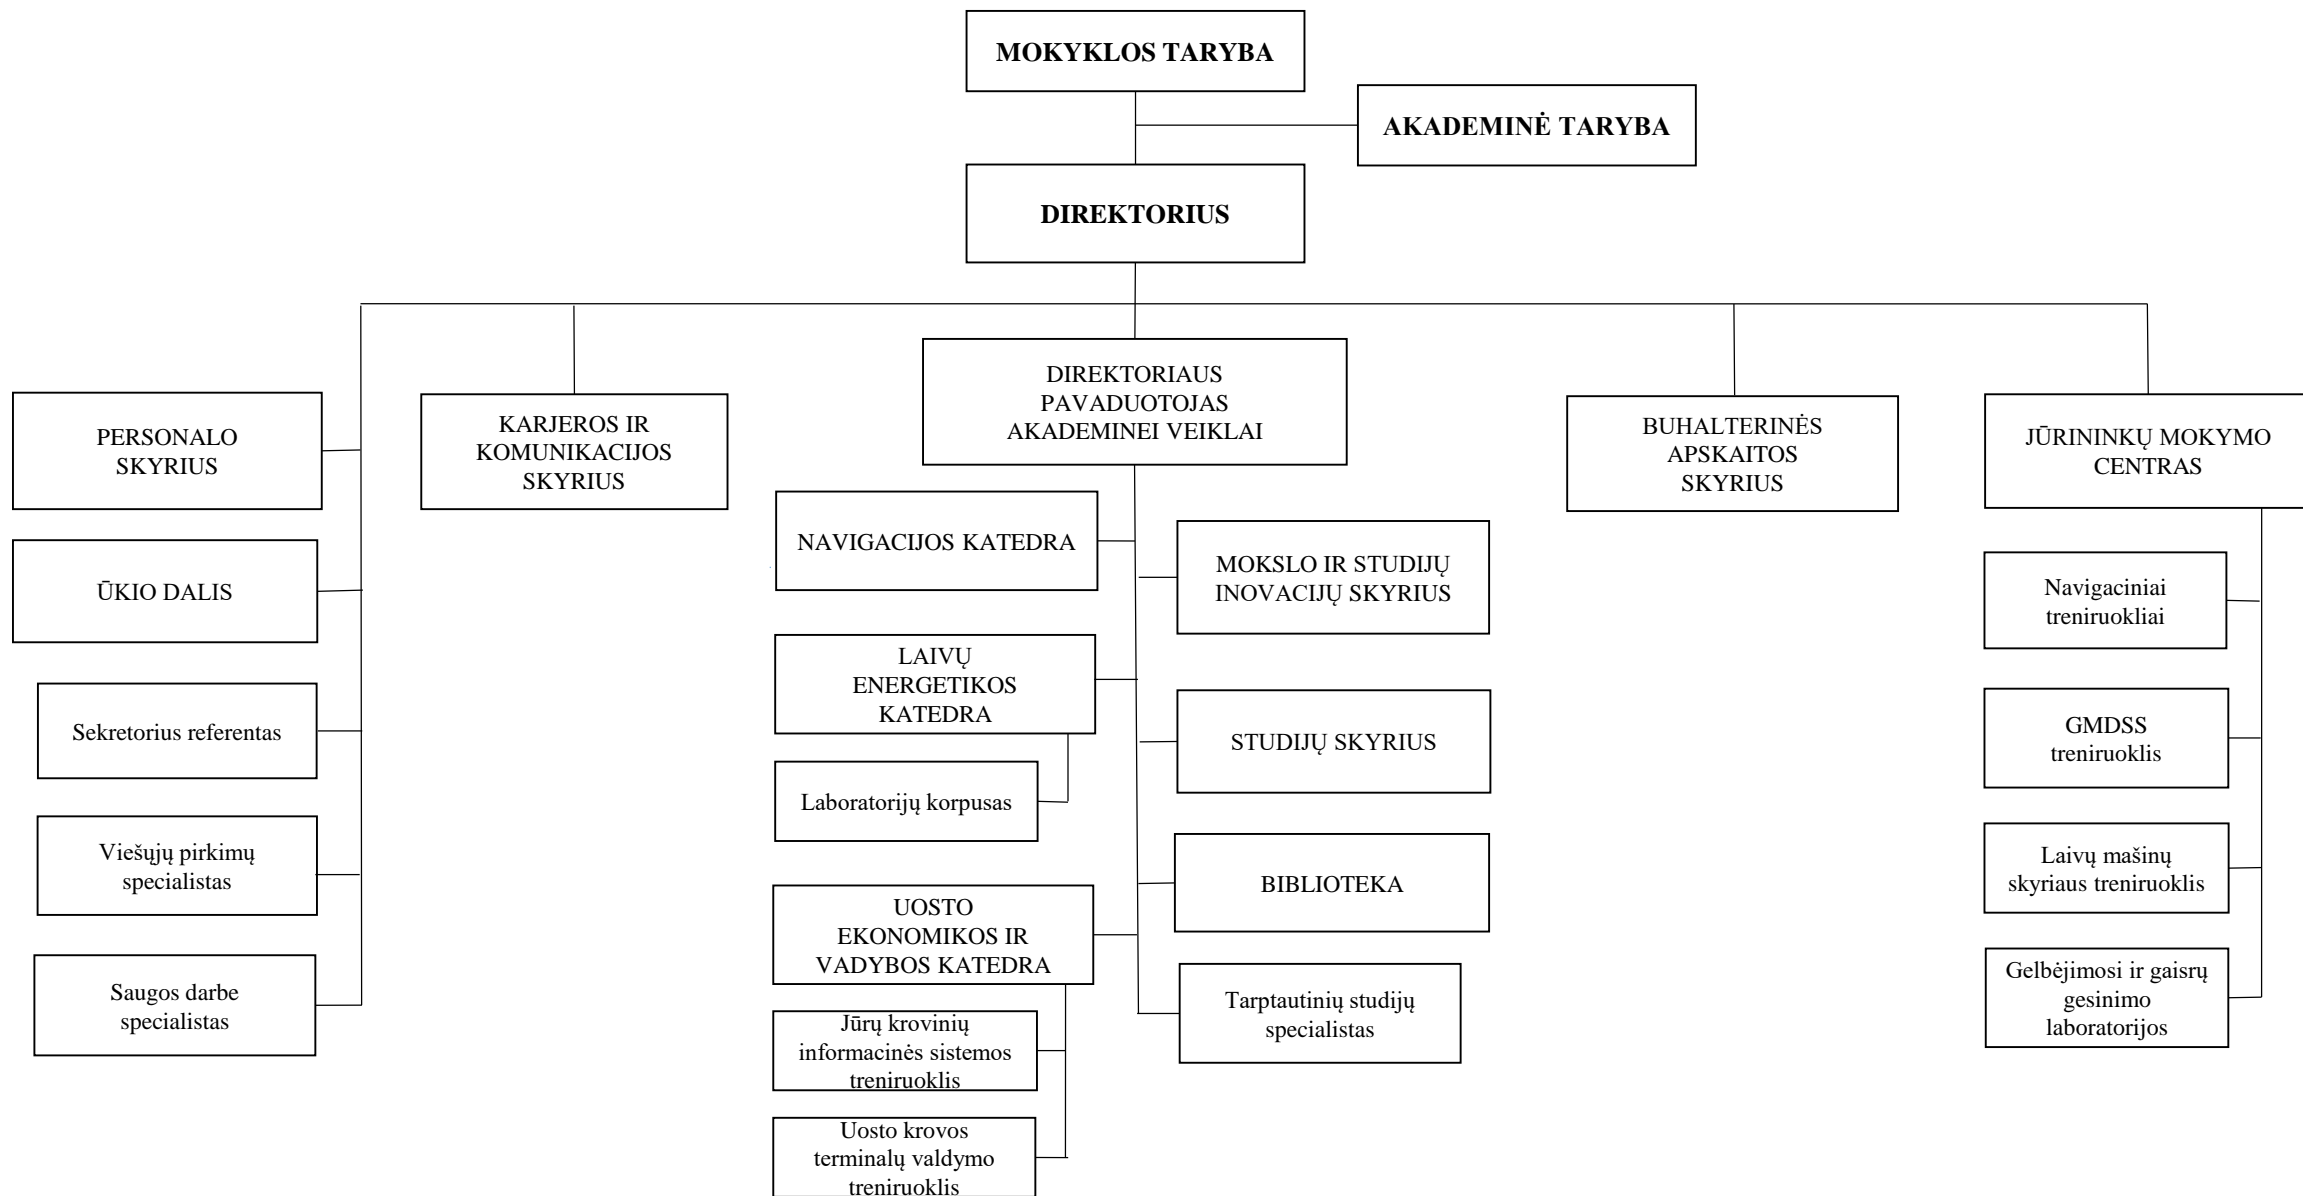 MOKYKLOS TARYBA
AKADEMINĖ TARYBA
DIREKTORIUS
PERSONALO
SKYRIUS
ŪKIO DALIS
Sekretorius referentas
Viešųjų pirkimų
specialistas
Saugos darbe
specialistas
KARJEROS IR
KOMUNIKACIJOS
SKYRIUS
DIREKTORIAUS
PAVADUOTOJAS
AKADEMINEI VEIKLAI
NAVIGACIJOS KATEDRA
LAIVŲ
ENERGETIKOS
KATEDRA
Laboratorijų korpusas
UOSTO
EKONOMIKOS IR
VADYBOS KATEDRA
Jūrų krovinių
informacinės sistemos
treniruoklis
Uosto krovos
terminalų valdymo
treniruoklis
MOKSLO IR STUDIJŲ
INOVACIJŲ SKYRIUS
STUDIJŲ SKYRIUS
BIBLIOTEKA
Tarptautinių studijų
specialistas
BUHALTERINĖS
APSKAITOS
SKYRIUS
JŪRININKŲ MOKYMO
CENTRAS
Navigaciniai
treniruokliai
GMDSS
treniruoklis
Laivų mašinų
skyriaus treniruoklis
Gelbėjimosi ir gaisrų
gesinimo
laboratorijos